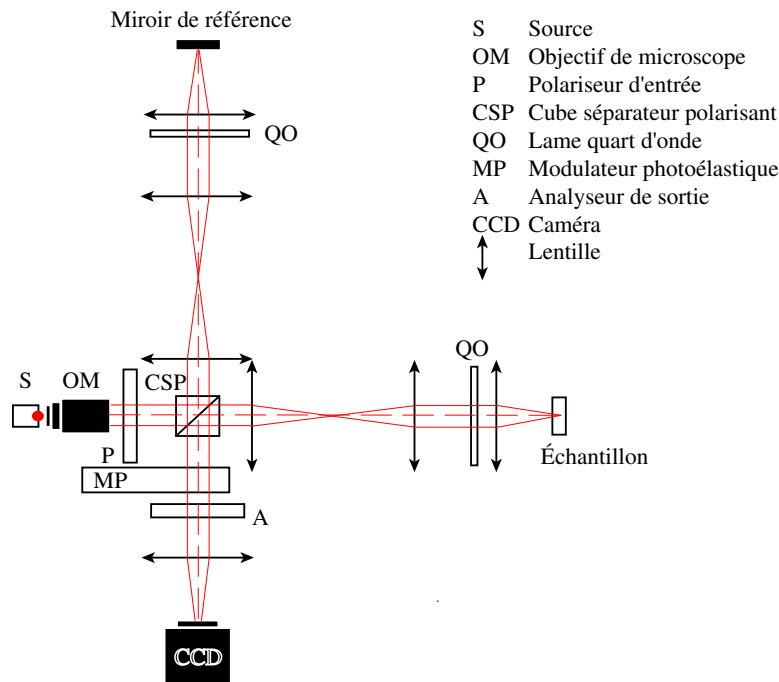 Miroir de référence
QO
S Source
OM Objectif de microscope
P Polariseur d'entrée
CSP Cube séparateur polarisant
QO Lame quart d'onde
MP Modulateur photoélastique
A Analyseur de sortie
CCD Caméra
Lentille
S
OM
CSP
QO
P
MP
A
Échantillon
CCD